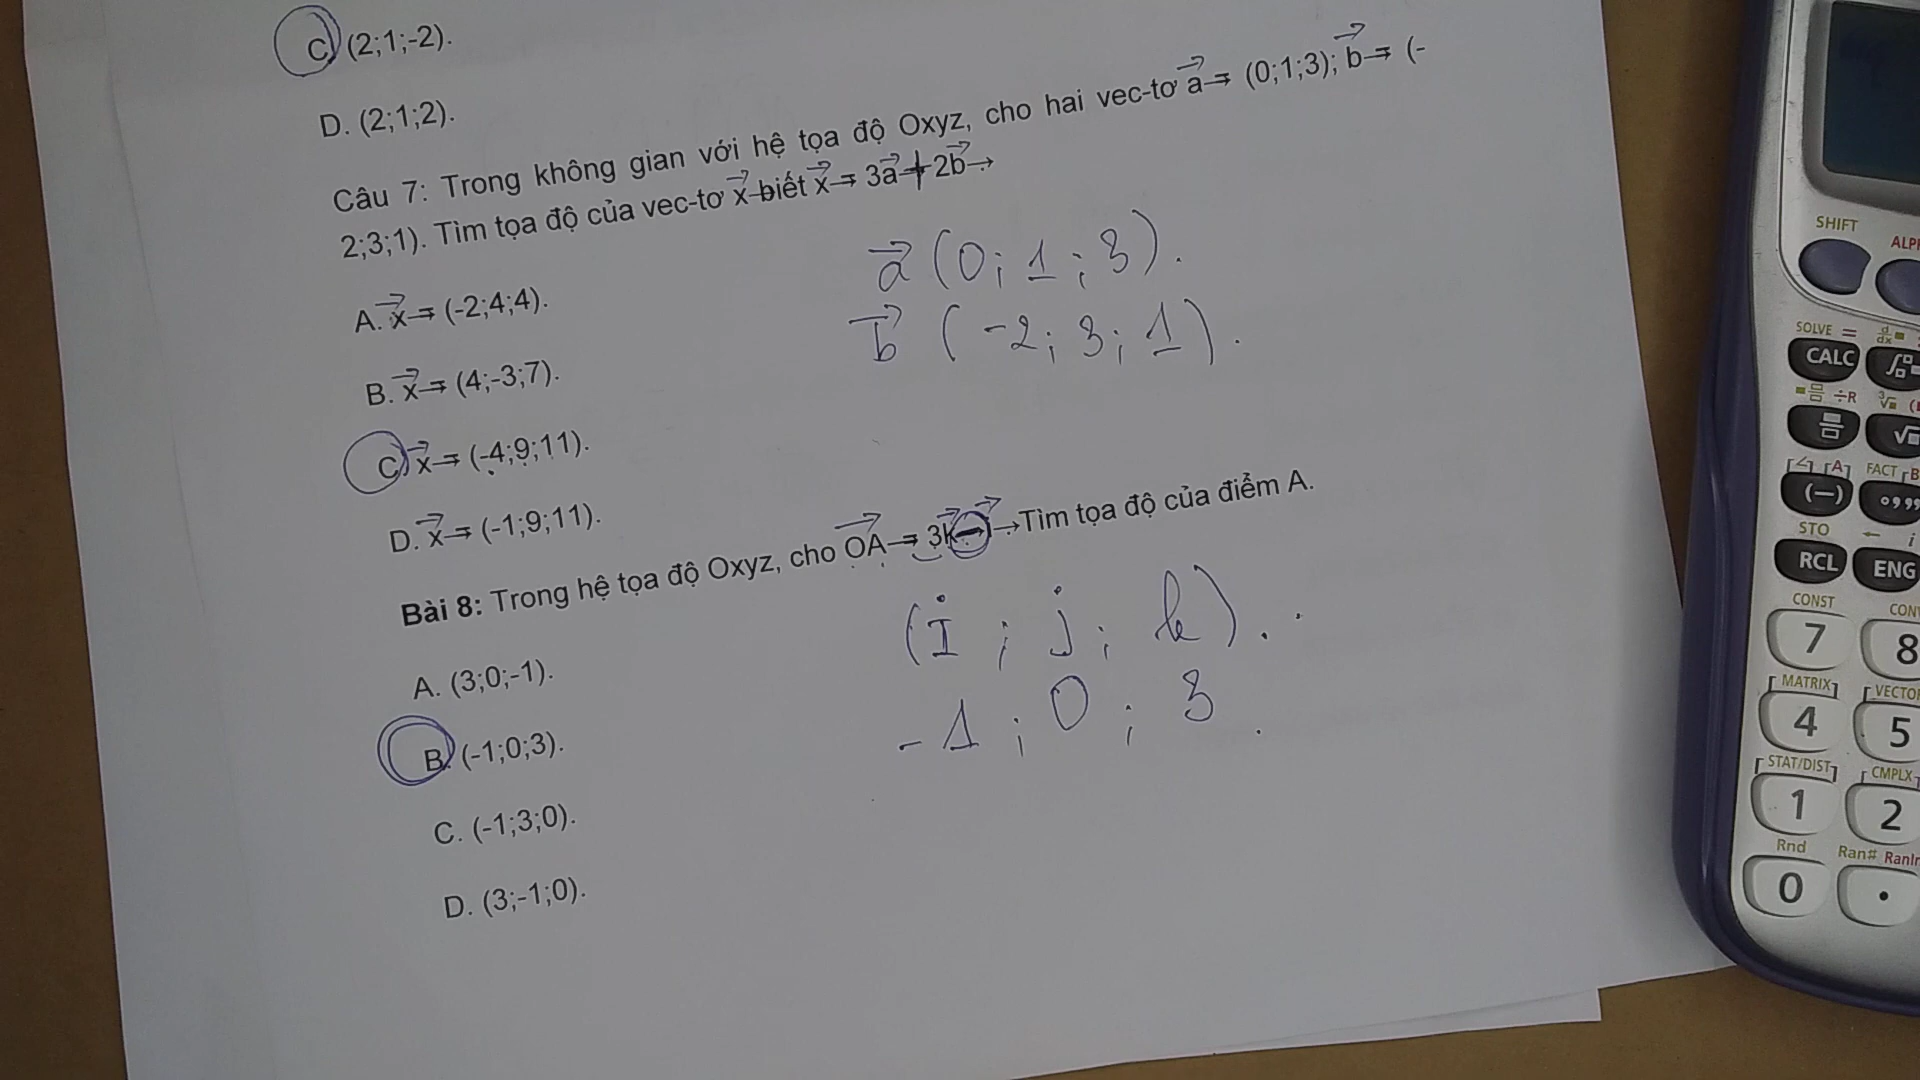 C. (2;1;-2).
D. (2;1;2).
Câu 7: Trong không gian với hệ tọa độ Oxyz, cho hai vec-tơ a→= (0;1;3); b→= (-
2;3;1). Tìm tọa độ của vec-tơ x→biết x→= 3a→+ 2b→
a→ (0; 1; 3).
A. x→= (-2;4;4).
b→ (-2; 3; 1).
B. x→= (4;-3;7).
C. x→= (-4;9;11).
D. x→= (-1;9;11).
Bài 8: Trong hệ tọa độ Oxyz, cho OA→= 3k→-i→Tìm tọa độ của điểm A.
(i ; j ; k).
A. (3;0;-1).
-1 ; 0 ; 3
B. (-1;0;3).
C. (-1;3;0).
D. (3;-1;0).
SHIFT
SOLVE =
CALC
÷R
(−)
FACT
STO
RCL
ENG
CONST
7
8
MATRIX
4
5
STAT/DIST
CMPLX
1
2
Rnd
Ran#
0
.